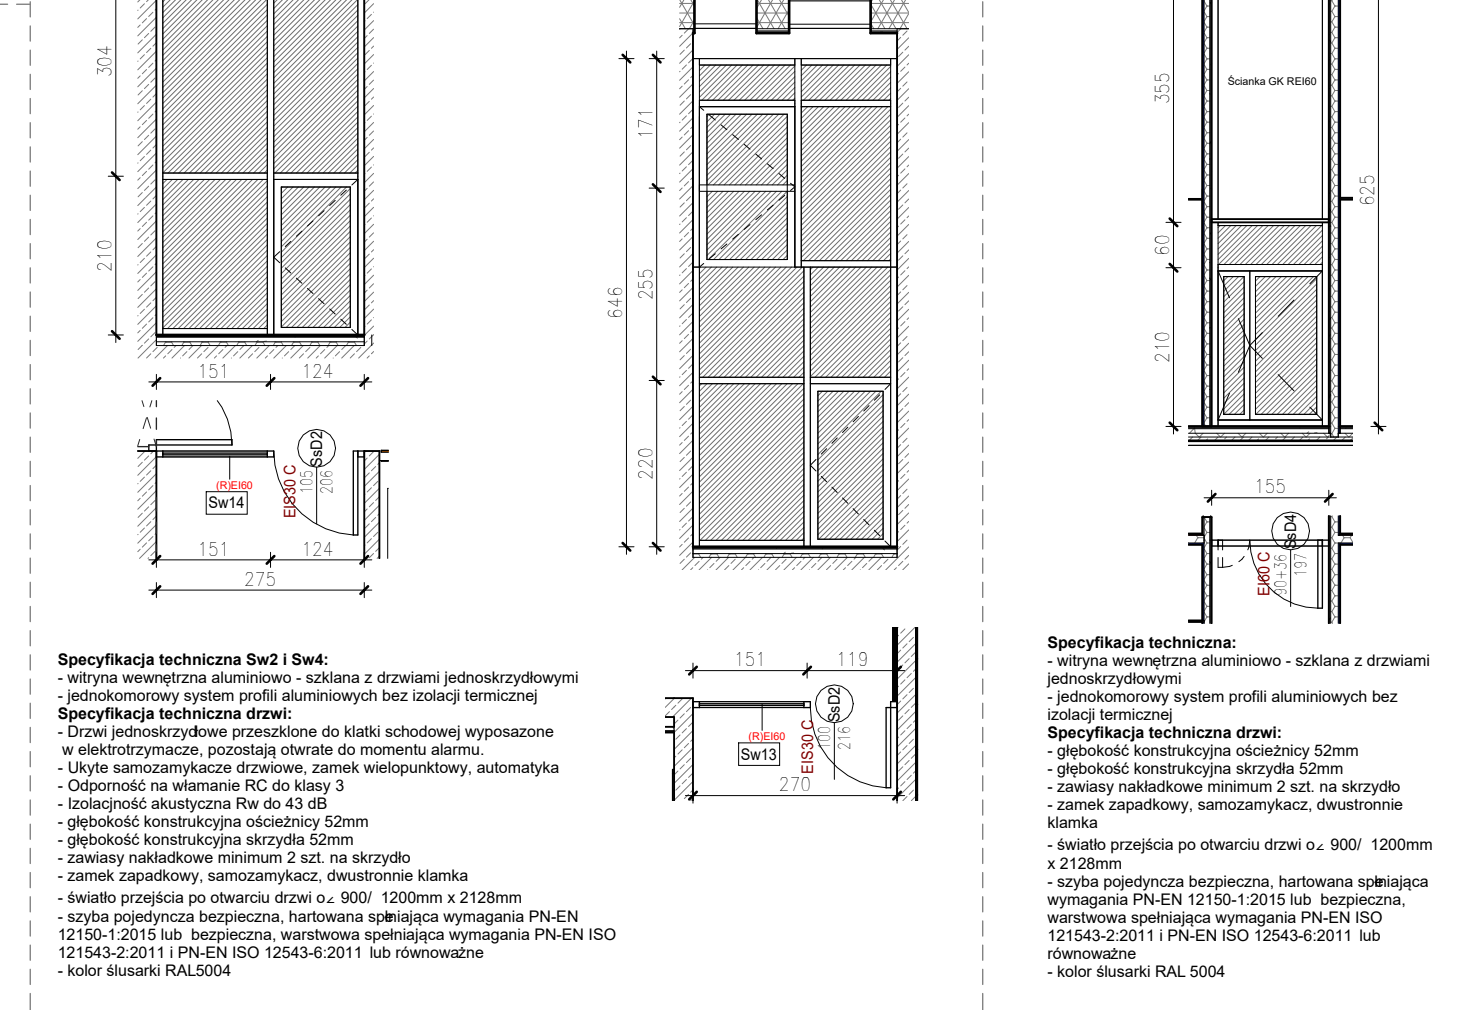 304
210
151
124
SsD2
EIS30 C
105
206
(R)EI60
Sw14
151
124
275
171
255
646
220
151
119
SsD2
EIS30 C
100
216
(R)EI60
Sw13
270
355
Ścianka GK REI60
625
60
210
155
SsD4
EI60 C
90+36
197
Specyfikacja techniczna Sw2 i Sw4:
- witryna wewnętrzna aluminiowo - szklana z drzwiami jednoskrzydłowymi
- jednokomorowy system profili aluminiowych bez izolacji termicznej
Specyfikacja techniczna drzwi:
- Drzwi jednoskrzydłowe przeszklone do klatki schodowej wyposazone
w elektrotrzymacze, pozostają otwrate do momentu alarmu.
- Ukyte samozamykacze drzwiowe, zamek wielopunktowy, automatyka
- Odporność na włamanie RC do klasy 3
- Izolacjność akustyczna Rw do 43 dB
- głębokość konstrukcyjna ościeżnicy 52mm
- głębokość konstrukcyjna skrzydła 52mm
- zawiasy nakładkowe minimum 2 szt. na skrzydło
- zamek zapadkowy, samozamykacz, dwustronnie klamka
- światło przejścia po otwarciu drzwi o∠ 900/ 1200mm x 2128mm
- szyba pojedyncza bezpieczna, hartowana spełniająca wymagania PN-EN
12150-1:2015 lub bezpieczna, warstwowa spełniająca wymagania PN-EN ISO
121543-2:2011 i PN-EN ISO 12543-6:2011 lub równoważne
- kolor ślusarki RAL5004
Specyfikacja techniczna:
- witryna wewnętrzna aluminiowo - szklana z drzwiami
jednoskrzydłowymi
- jednokomorowy system profili aluminiowych bez
izolacji termicznej
Specyfikacja techniczna drzwi:
- głębokość konstrukcyjna ościeżnicy 52mm
- głębokość konstrukcyjna skrzydła 52mm
- zawiasy nakładkowe minimum 2 szt. na skrzydło
- zamek zapadkowy, samozamykacz, dwustronnie
klamka
- światło przejścia po otwarciu drzwi o∠ 900/ 1200mm
x 2128mm
- szyba pojedyncza bezpieczna, hartowana spełniająca
wymagania PN-EN 12150-1:2015 lub bezpieczna,
warstwowa spełniająca wymagania PN-EN ISO
121543-2:2011 i PN-EN ISO 12543-6:2011 lub
równoważne
- kolor ślusarki RAL 5004